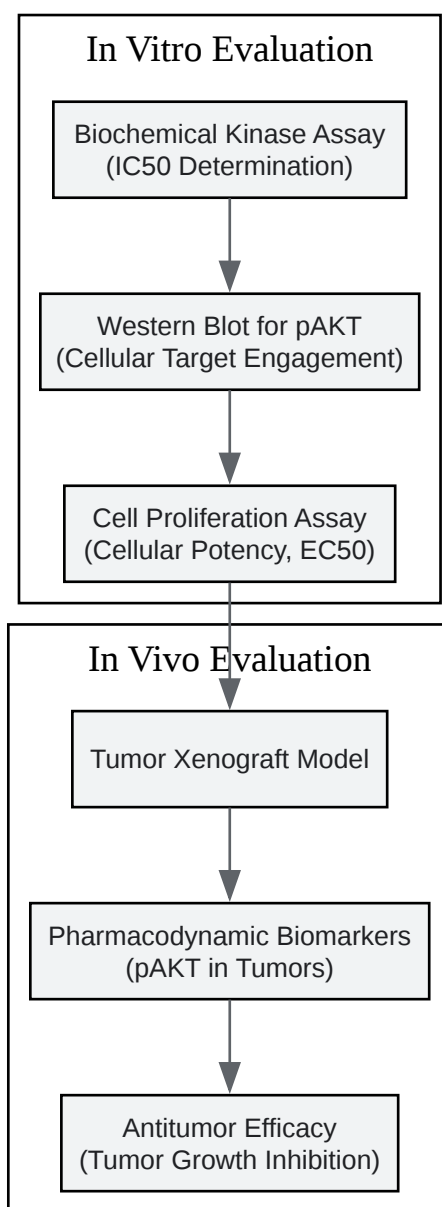 In Vitro Evaluation
Biochemical Kinase Assay
(IC50 Determination)
Western Blot for pAKT
(Cellular Target Engagement)
Cell Proliferation Assay
(Cellular Potency, EC50)
In Vivo Evaluation
Tumor Xenograft Model
Pharmacodynamic Biomarkers
(pAKT in Tumors)
Antitumor Efficacy
(Tumor Growth Inhibition)